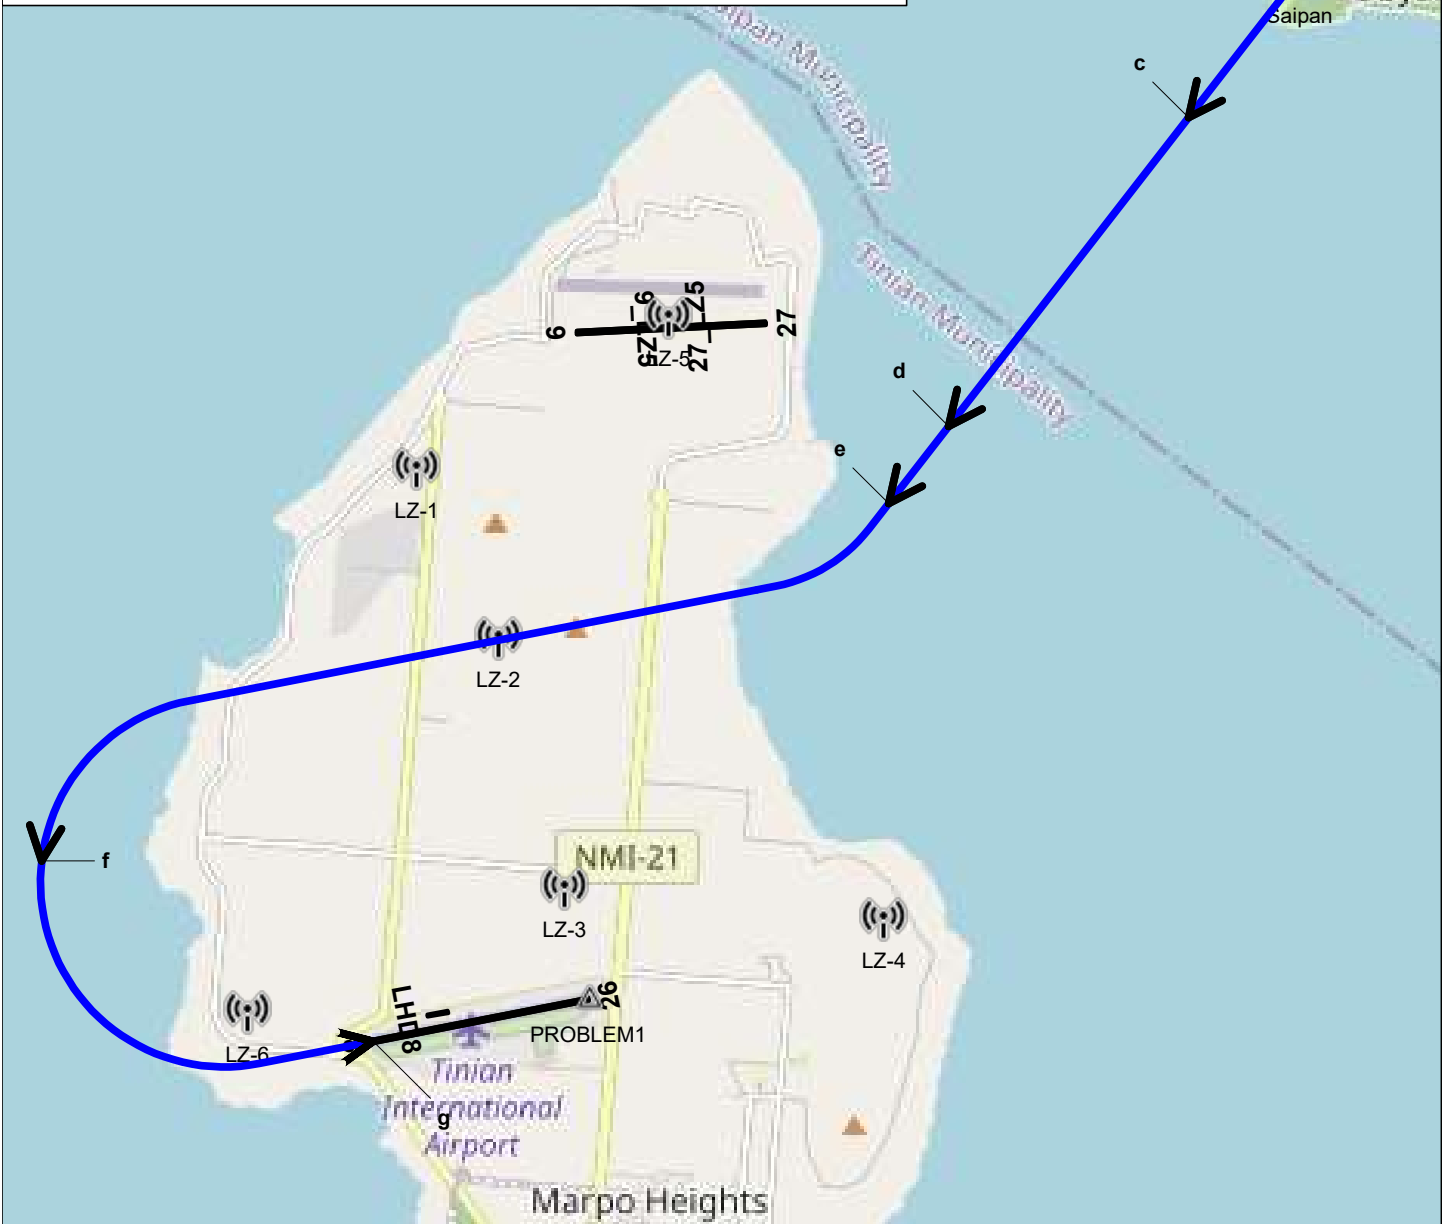 Saipan
c
ipan Municipality
Tinian Municipality
6
27
LZ-5
d
e
LZ-1
LZ-2
f
NMI-21
LZ-3
LZ-4
LZ-6
LHD8
26
PROBLEM1
g
Tinian
International
Airport
Marpo Heights